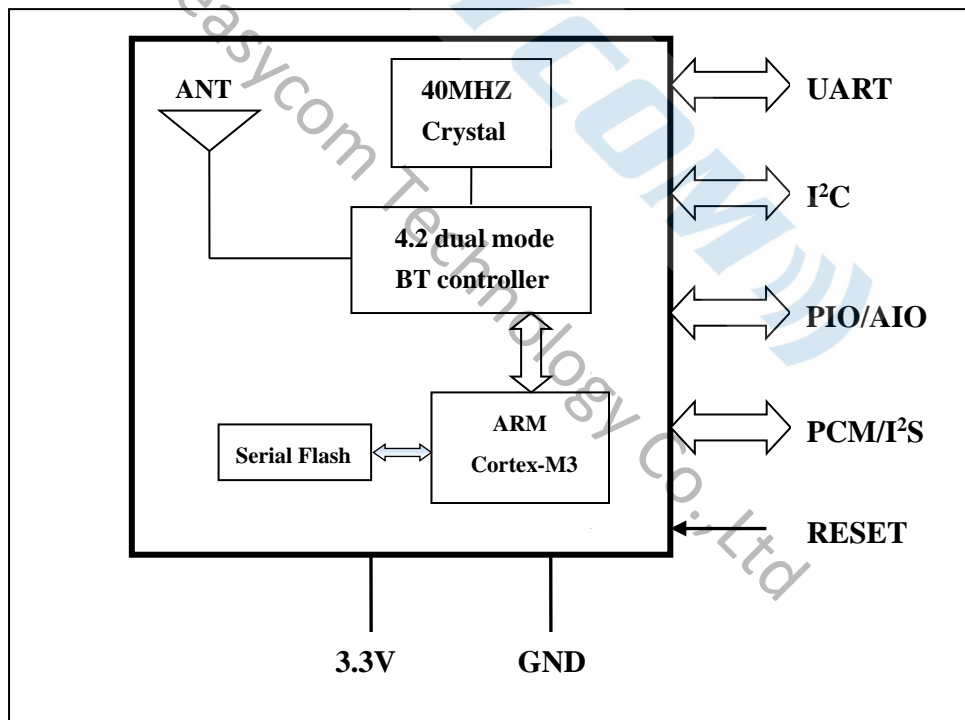 ANT
40MHZ
Crystal
4.2 dual mode
BT controller
ARM
Cortex-M3
Serial Flash
UART
I²C
PIO/AIO
PCM/I²S
RESET
3.3V
GND
easycom Technology Co.,Ltd
YCOM